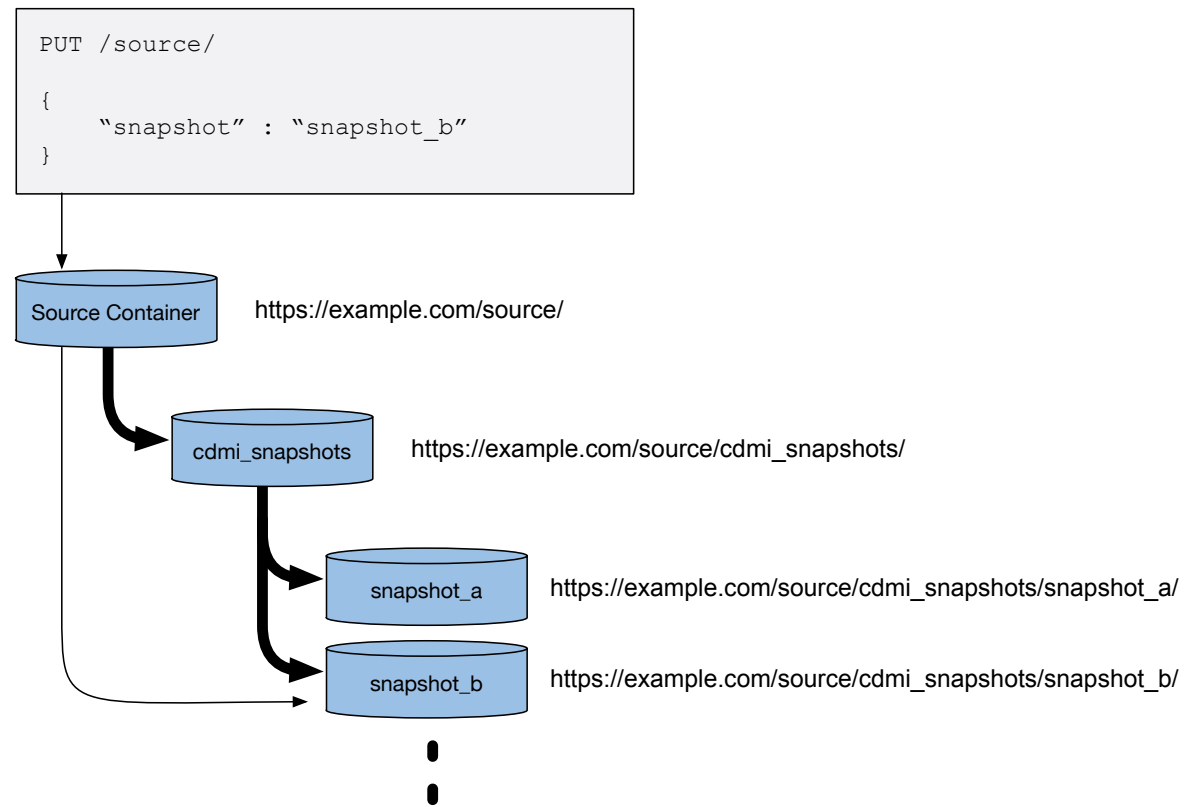 PUT /source/
{
“snapshot” : “snapshot_b”
}
Source Container
https://example.com/source/
cdmi_snapshots
https://example.com/source/cdmi_snapshots/
snapshot_a
https://example.com/source/cdmi_snapshots/snapshot_a/
snapshot_b
https://example.com/source/cdmi_snapshots/snapshot_b/